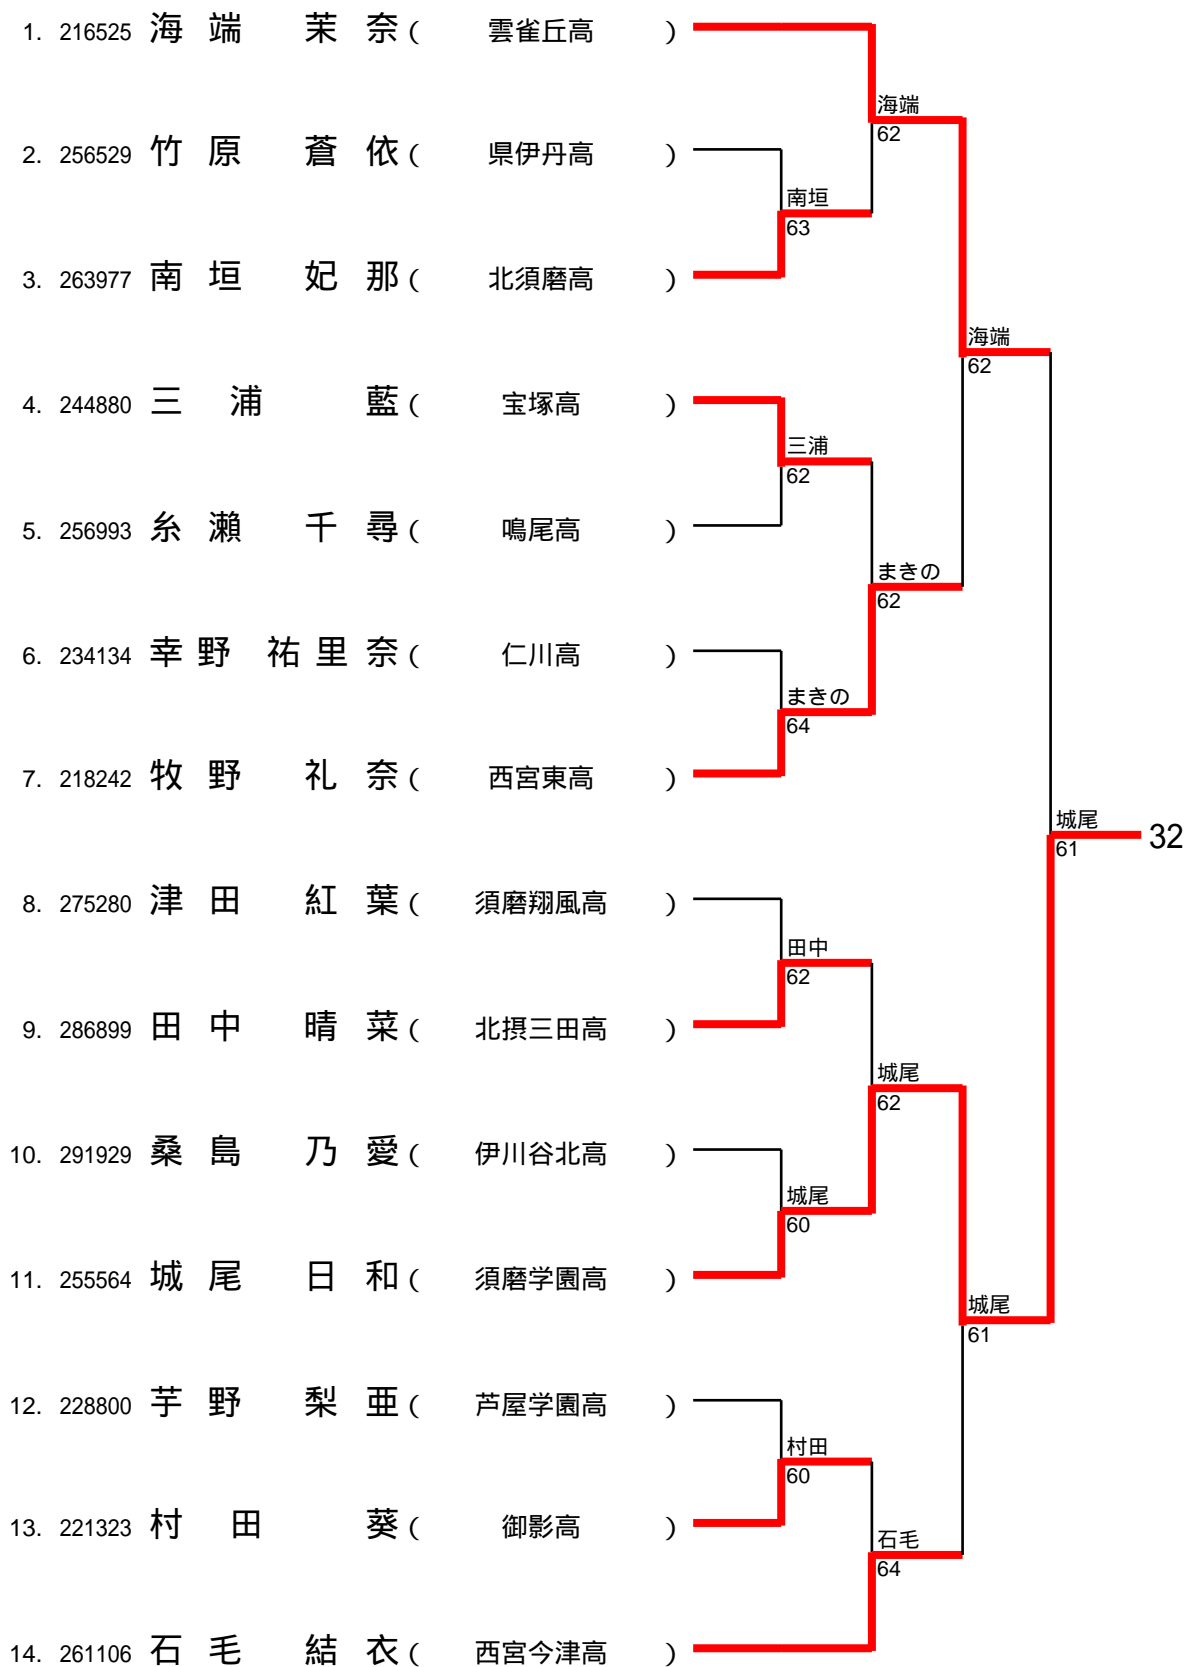 1. 216525 海端 茉奈 ( 雲雀丘高 )
海端
62
2. 256529 竹原 蒼依 ( 県伊丹高 )
南垣
63
3. 263977 南垣 妃那 ( 北須磨高 )
海端
62
4. 244880 三浦 藍 ( 宝塚高 )
三浦
62
5. 256993 糸瀬 千尋 ( 鳴尾高 )
まきの
62
6. 234134 幸野 祐里奈 ( 仁川高 )
まきの
64
7. 218242 牧野 礼奈 ( 西宮東高 )
城尾
61
32
8. 275280 津田 紅葉 ( 須磨翔風高 )
田中
62
9. 286899 田中 晴菜 ( 北摂三田高 )
城尾
62
10. 291929 桑島 乃愛 ( 伊川谷北高 )
城尾
60
11. 255564 城尾 日和 ( 須磨学園高 )
城尾
61
12. 228800 芋野 梨亜 ( 芦屋学園高 )
村田
60
13. 221323 村田 葵 ( 御影高 )
石毛
64
14. 261106 石毛 結衣 ( 西宮今津高 )